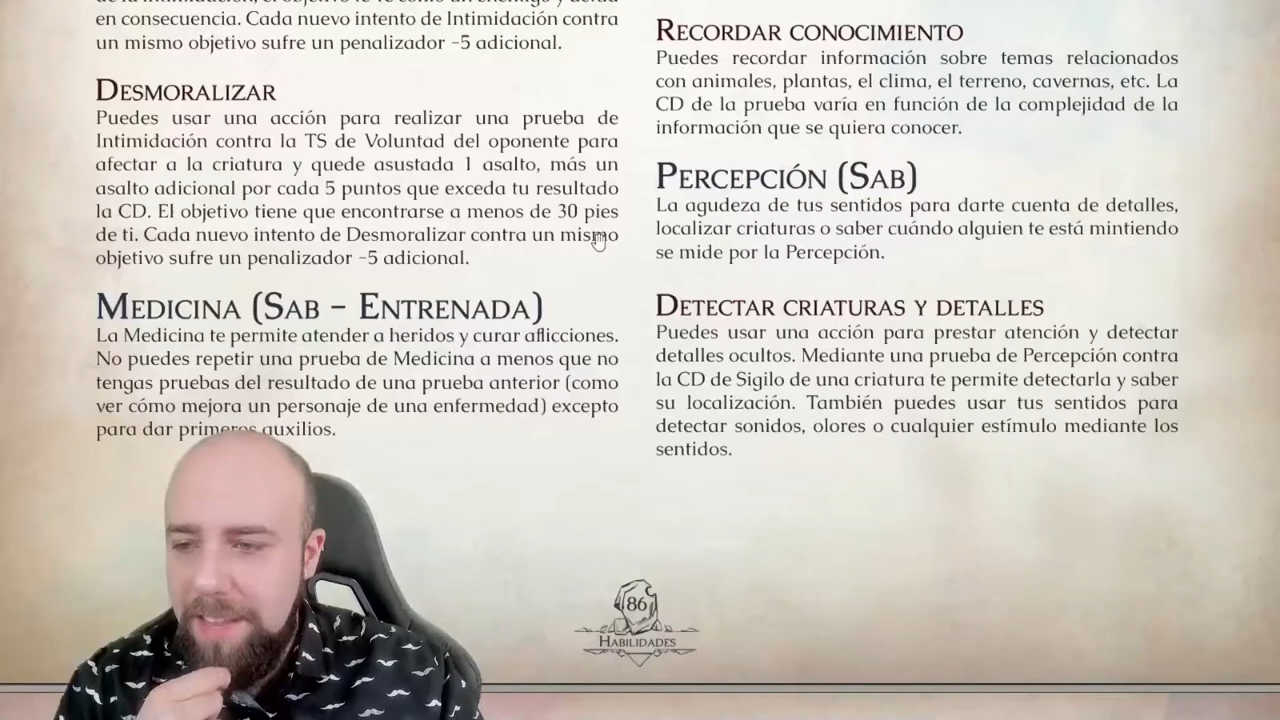 de la Intimidación, el objetivo te ve como un enemigo y actúa
en consecuencia. Cada nuevo intento de Intimidación contra
un mismo objetivo sufre un penalizador -5 adicional.
Desmoralizar
Puedes usar una acción para realizar una prueba de
Intimidación contra la TS de Voluntad del oponente para
afectar a la criatura y quede asustada 1 asalto, más un
asalto adicional por cada 5 puntos que exceda tu resultado
la CD. El objetivo tiene que encontrarse a menos de 30 pies
de ti. Cada nuevo intento de Desmoralizar contra un mismo
objetivo sufre un penalizador -5 adicional.
Medicina (Sab - Entrenada)
La Medicina te permite atender a heridos y curar aflicciones.
No puedes repetir una prueba de Medicina a menos que no
tengas pruebas del resultado de una prueba anterior (como
ver cómo mejora un personaje de una enfermedad) excepto
para dar primeros auxilios.
Recordar conocimiento
Puedes recordar información sobre temas relacionados
con animales, plantas, el clima, el terreno, cavernas, etc. La
CD de la prueba varía en función de la complejidad de la
información que se quiera conocer.
Percepción (Sab)
La agudeza de tus sentidos para darte cuenta de detalles,
localizar criaturas o saber cuándo alguien te está mintiendo
se mide por la Percepción.
Detectar criaturas y detalles
Puedes usar una acción para prestar atención y detectar
detalles ocultos. Mediante una prueba de Percepción contra
la CD de Sigilo de una criatura te permite detectarla y saber
su localización. También puedes usar tus sentidos para
detectar sonidos, olores o cualquier estímulo mediante los
sentidos.
86
Habilidades